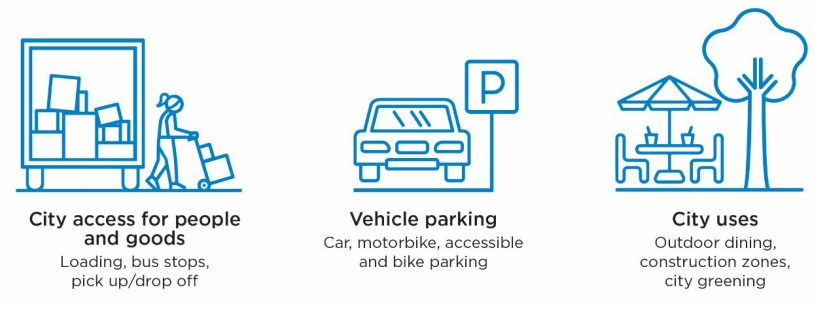 City access for people
and goods
Loading, bus stops,
pick up/drop off
P
Vehicle parking
Car, motorbike, accessible
and bike parking
City uses
Outdoor dining,
construction zones,
city greening